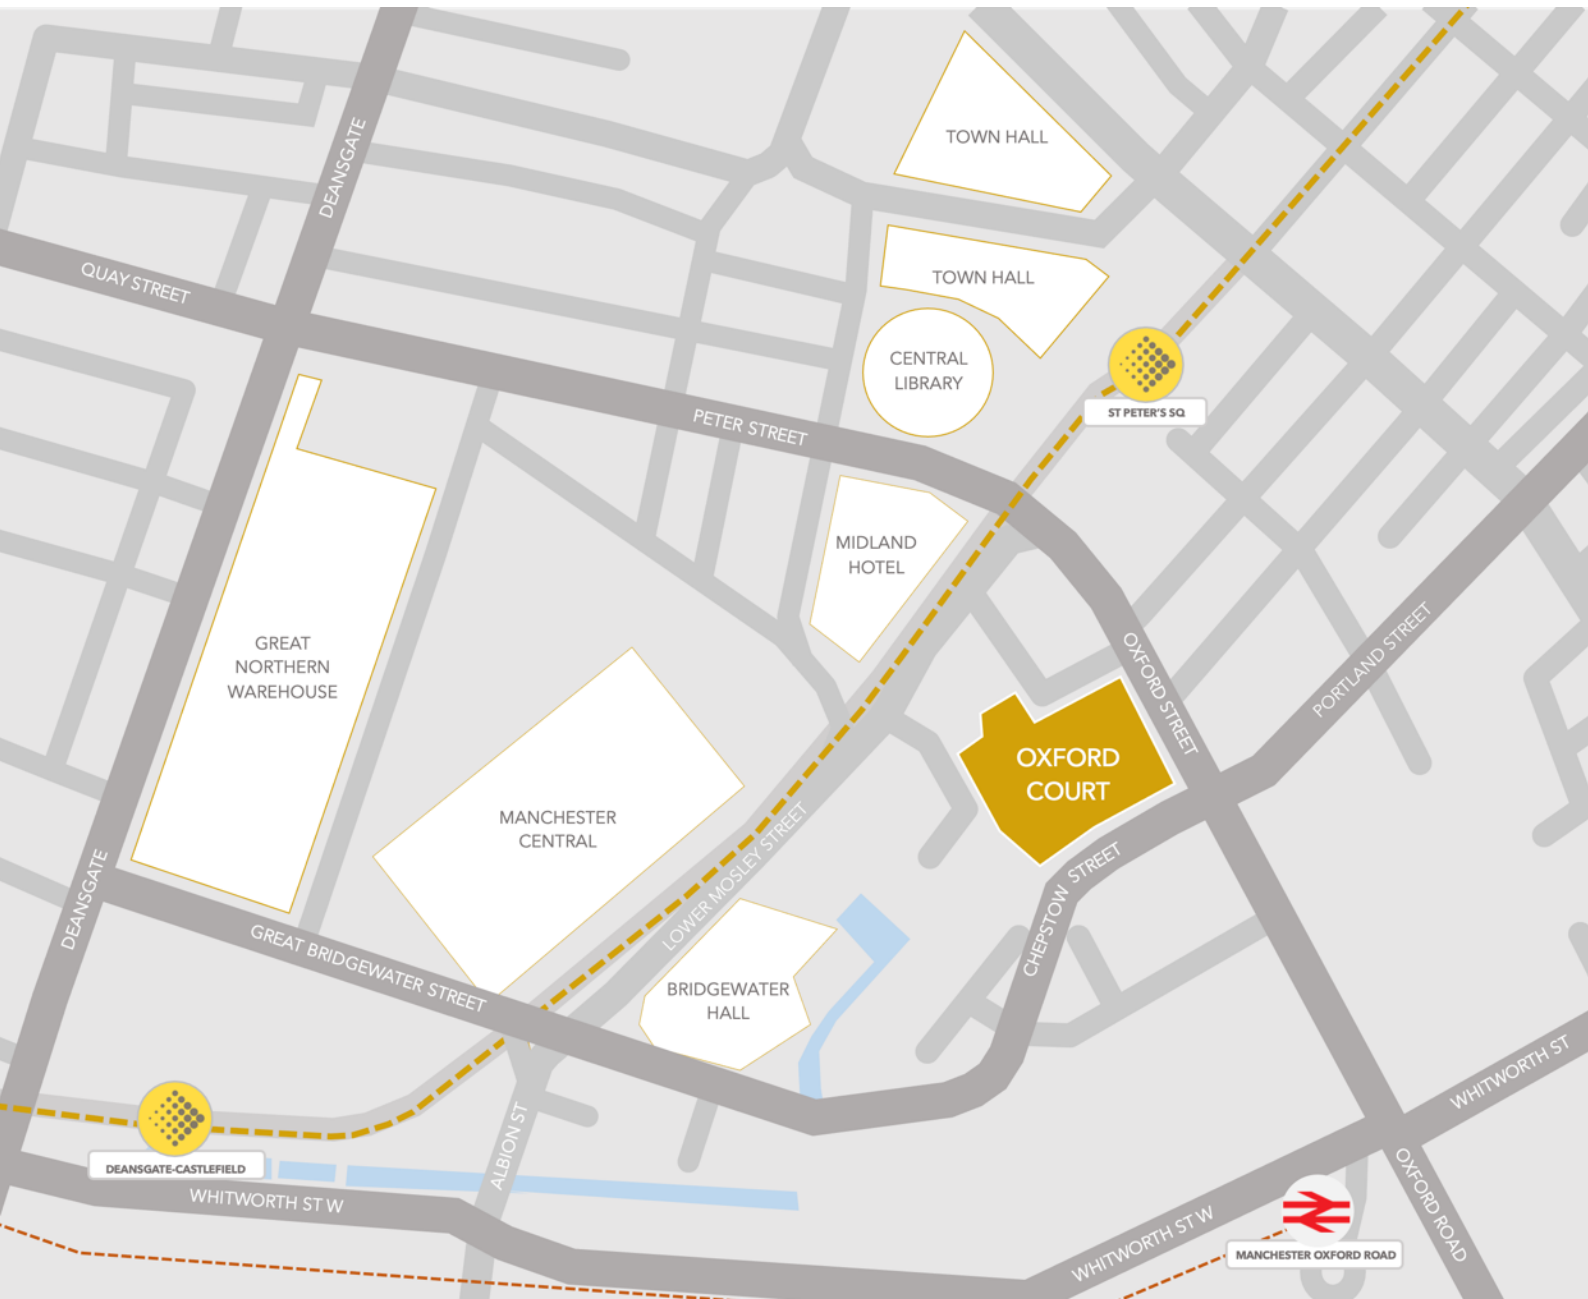 TOWN HALL
DEANSGATE
TOWN HALL
QUAY STREET
CENTRAL
LIBRARY
ST PETER'S SQ
PETER STREET
MIDLAND
HOTEL
GREAT
NORTHERN
WAREHOUSE
OXFORD STREET
PORTLAND STREET
OXFORD
COURT
MANCHESTER
CENTRAL
LOWER MOSLEY STREET
DEANSGATE
CHEPSTOW STREET
GREAT BRIDGEWATER STREET
BRIDGEWATER
HALL
WHITWORTH ST
ALBION ST
DEANSGATE-CASTLEFIELD
WHITWORTH ST W
OXFORD ROAD
WHITWORTH ST W
MANCHESTER OXFORD ROAD